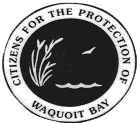 CITIZENS FOR THE PROTECTION OF
WAQUOIT BAY